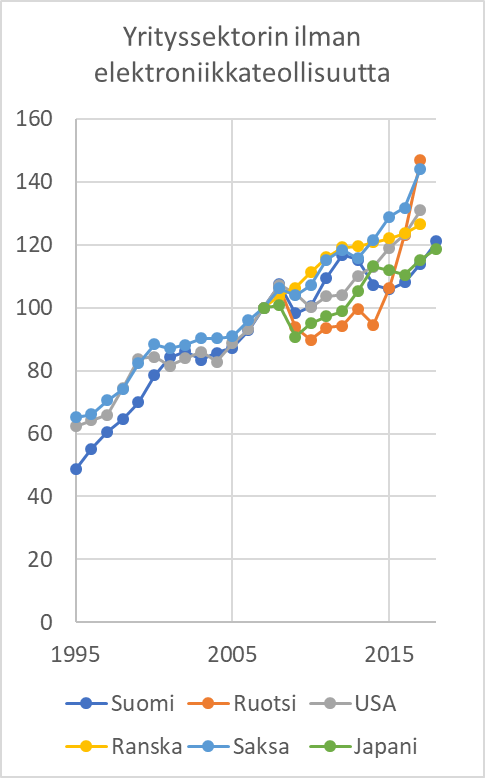 Yrityssektorin ilman
elektroniikkateollisuutta
160
140
120
100
80
60
40
20
0
1995 2005 2015
Suomi Ruotsi USA
Ranska Saksa Japani